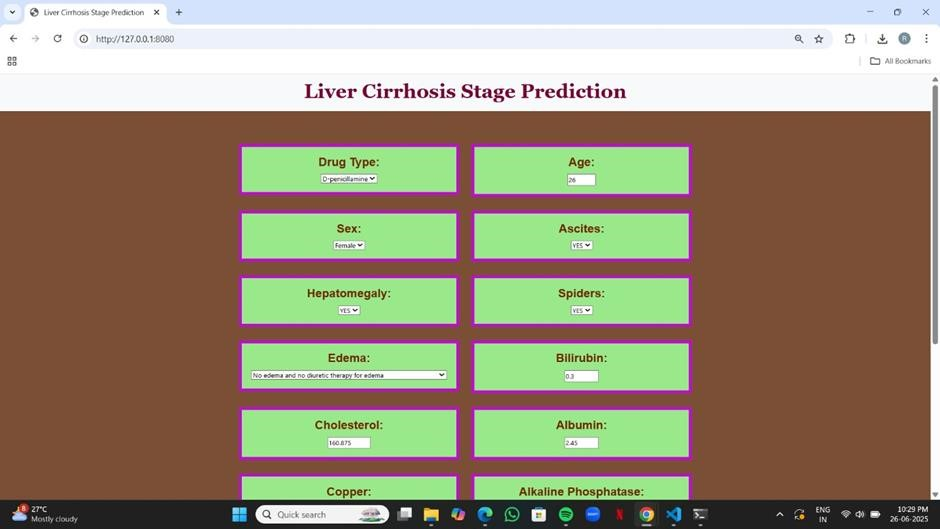 Liver Cirrhosis Stage Prediction
http://127.0.0.1:8080
All Bookmarks
Liver Cirrhosis Stage Prediction
Drug Type:
Age:
D-penicillamine
26
Sex:
Ascites:
Female
YES
Hepatomegaly:
Spiders:
YES
YES
Edema:
Bilirubin:
No edema and no diuretic therapy for edema
0.3
Cholesterol:
Albumin:
160.875
2.45
Copper:
Alkaline Phosphatase:
8
27°C
Mostly cloudy
Quick search
ENG
IN
10:29 PM
26-06-2025
R